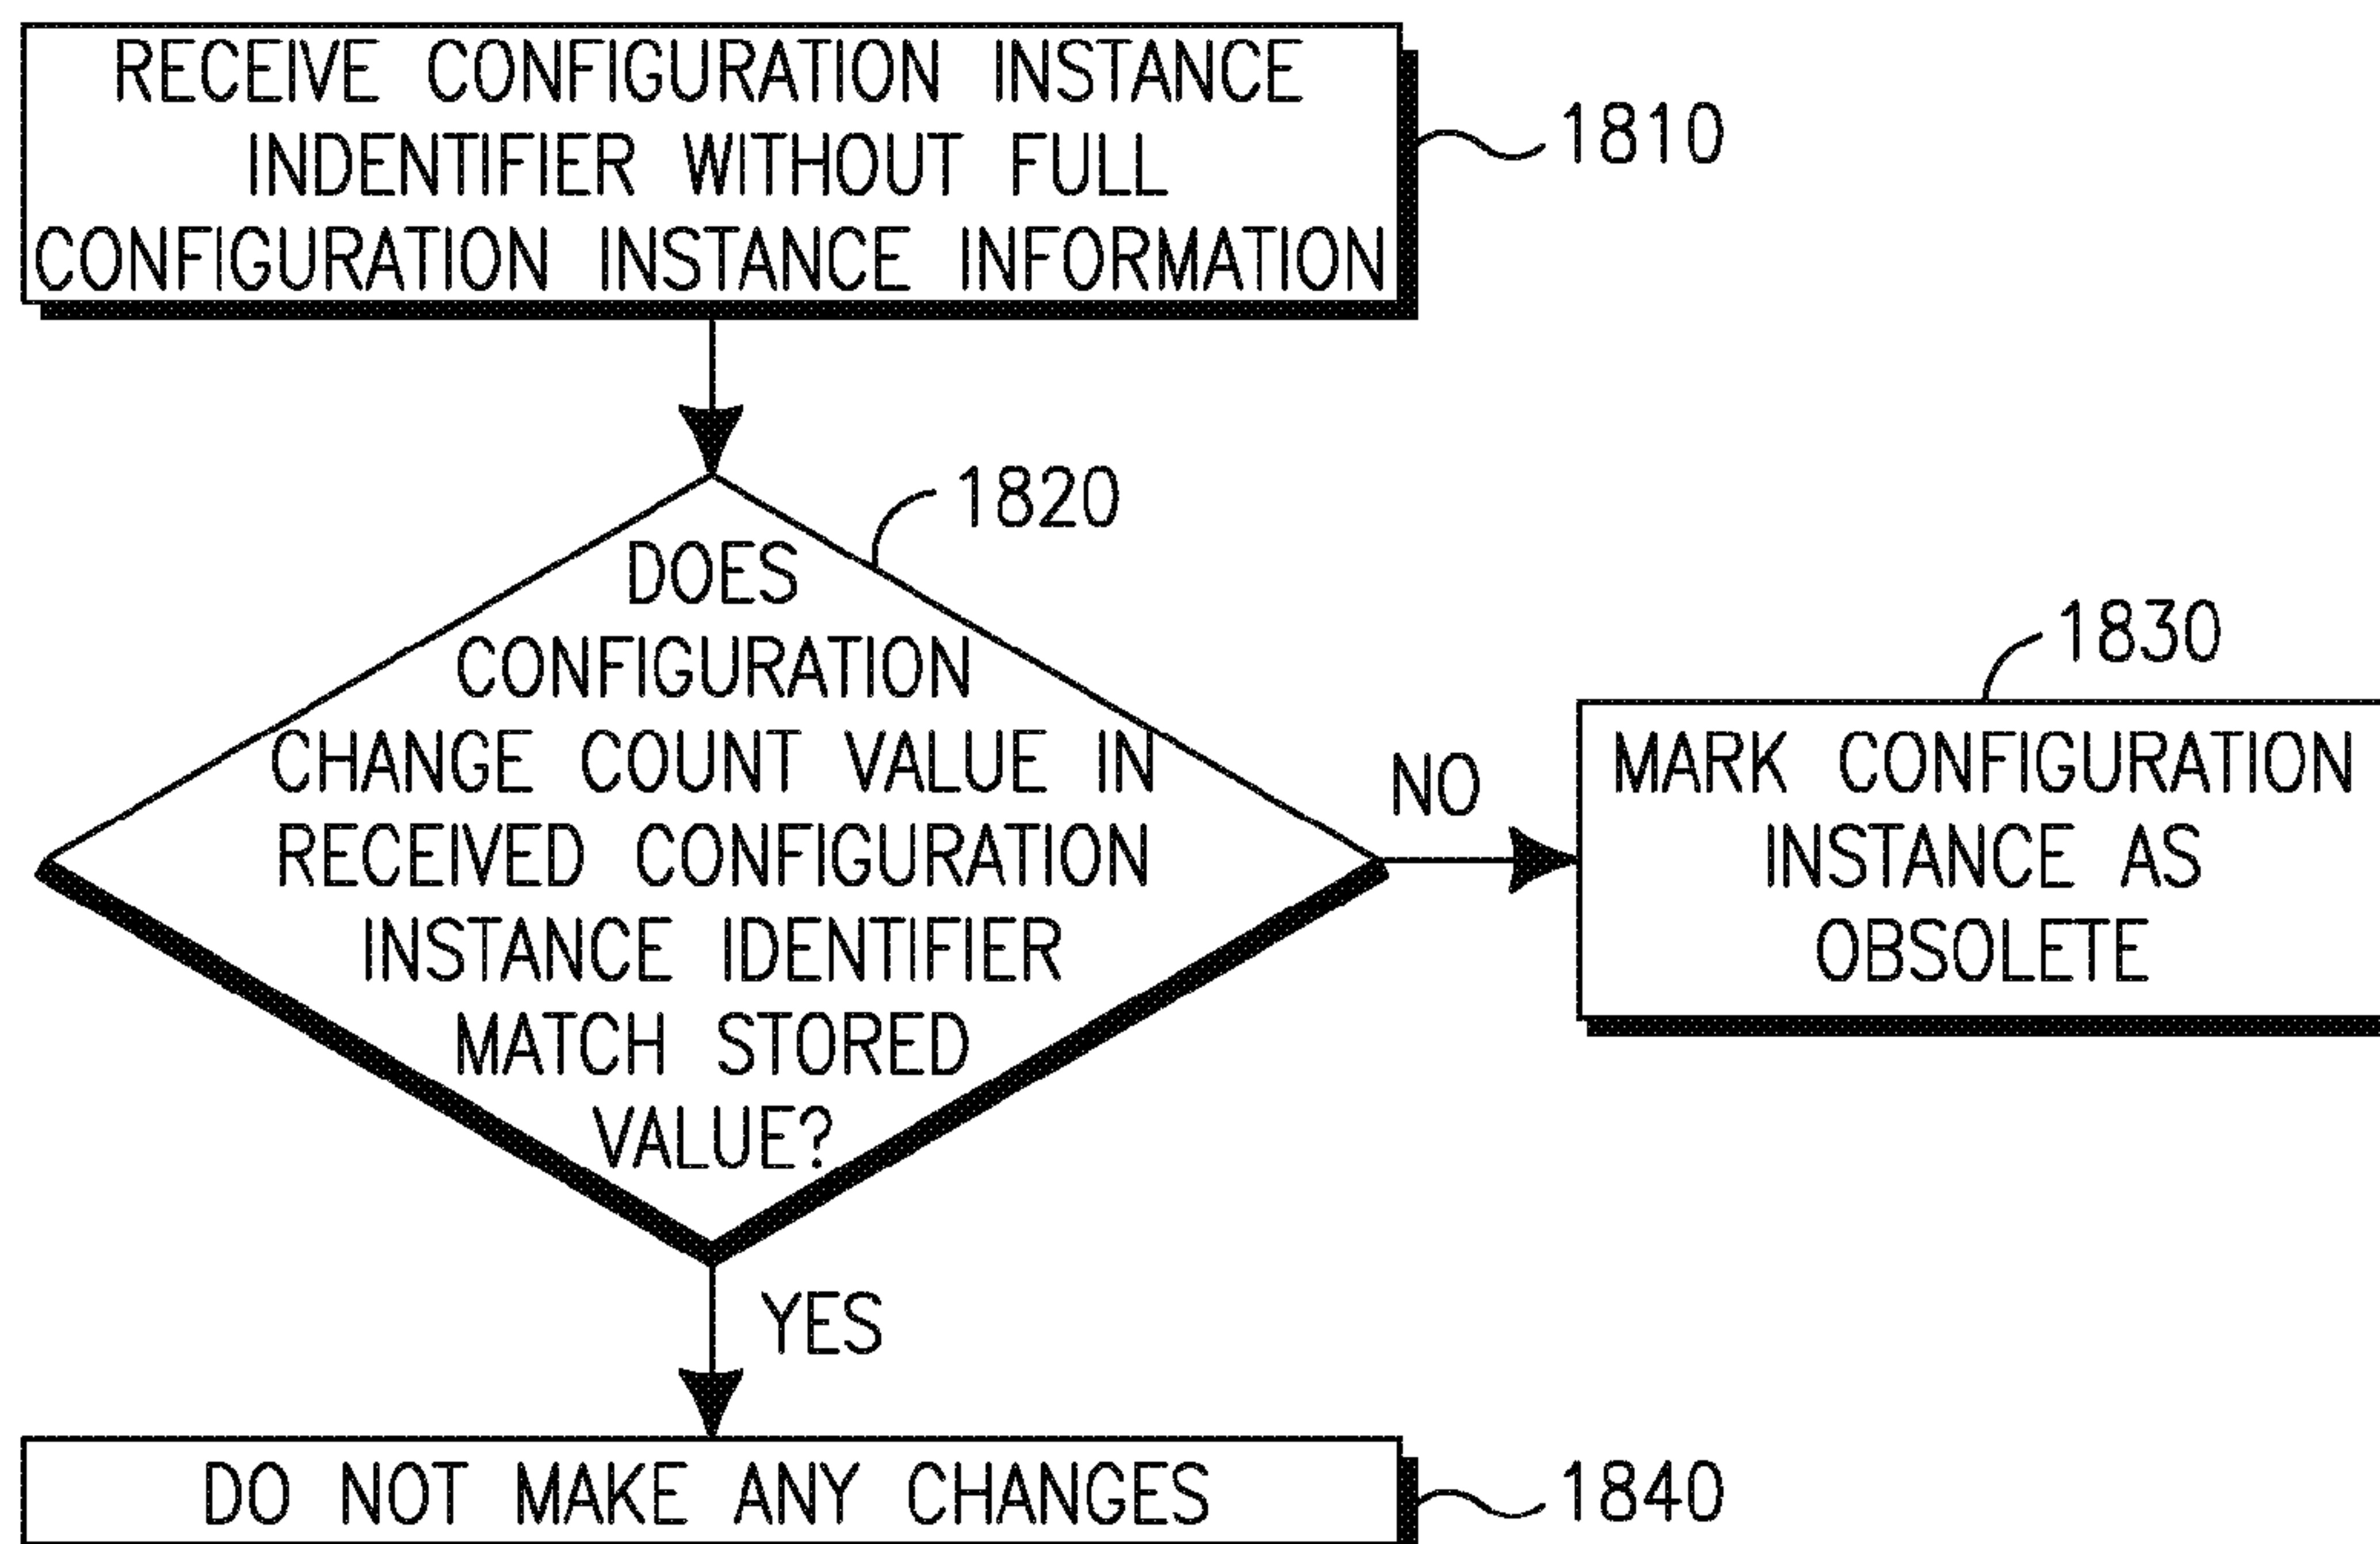 RECEIVE CONFIGURATION INSTANCE
INDENTIFIER WITHOUT FULL
CONFIGURATION INSTANCE INFORMATION
1810
1820
DOES
CONFIGURATION
CHANGE COUNT VALUE IN
RECEIVED CONFIGURATION
INSTANCE IDENTIFIER
MATCH STORED
VALUE?
NO
1830
MARK CONFIGURATION
INSTANCE AS
OBSOLETE
YES
DO NOT MAKE ANY CHANGES
1840